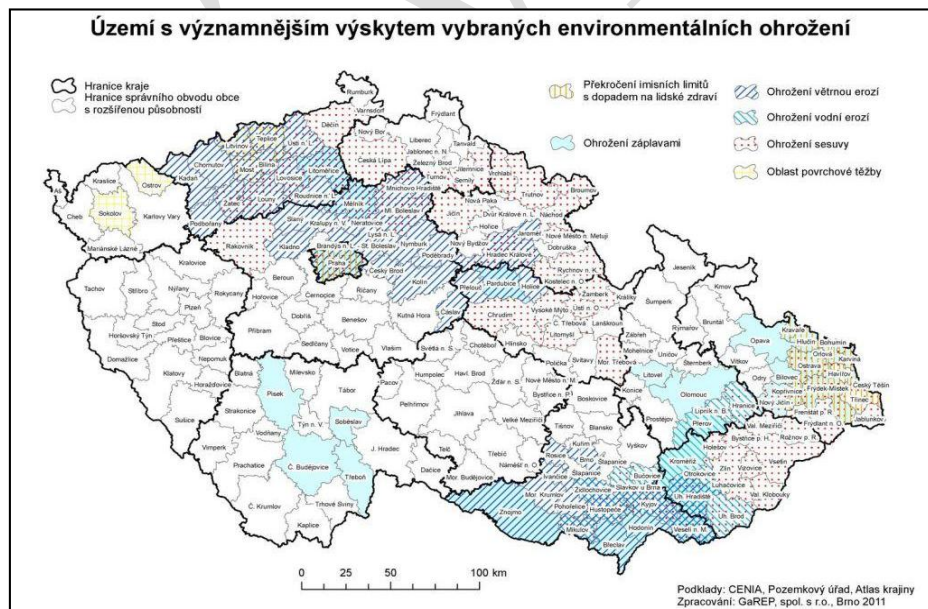 Území s významnějším výskytem vybraných environmentálních ohrožení
Hranice kraje
Hranice správního obvodu obce
s rozšířenou působností
Překročení imisních limitů
s dopadem na lidské zdraví
Ohrožení záplavami
Ohrožení větrnou erozí
Ohrožení vodní erozí
Ohrožení sesuvy
Oblast povrchové těžby
Rumburk
Varnsdorf
Děčín
Frýdlant
Nový Bor
Liberec
Tanvald
Jablonec n. N.
Česká Lípa
Železný Brod
Jilemnice
Turnov
Semily
Vrchlabí
Trutnov
Broumov
Teplice
Ústí n. L.
Litvínov
Bílina
Litoměřice
Chomutov
Most
Lovosice
Kadaň
Roudnice
Mělník
Mnichovo Hradiště
Žatec
Louny
Ml. Boleslav
Podbořany
Slaný
Kralupy n. V.
Neratovice
Lysá n. L.
Rakovník
Kladno
Brandýs n. L.
St. Boleslav
Nymburk
Praha
Český Brod
Poděbrady
Kolín
Aš
Kraslice
Ostrov
Sokolov
Cheb
Karlovy Vary
Mariánské Lázně
Nová Paka
Jičín
Dvůr Králové n. L.
Náchod
Hořice
Jaroměř
Nové Město n. Metují
Nový Bydžov
Hradec Králové
Dobruška
Rychnov n. K.
Kostelec n. O.
Přelouč
Pardubice
Holice
Žamberk
Králíky
Jeseník
Chrudim
Vysoké Mýto
Ústí n. O.
Č. Třebová
Lanškroun
Litomyšl
Šumperk
Krnov
Bruntál
Rýmařov
Zábřeh
Mohelnice
Mor. Třebová
Svitavy
Polička
Hlinsko
Chotěboř
Světlá n. S.
Čáslav
Kutná Hora
Kralovice
Beroun
Hořovice
Černošice
Říčany
Tachov
Stříbro
Nýřany
Rokycany
Plzeň
Dobříš
Benešov
Příbram
Stod
Horšovský Týn
Přeštice
Blovice
Sedlčany
Votice
Vlašim
Domažlice
Nepomuk
Klatovy
Horažďovice
Blatná
Milevsko
Písek
Tábor
Pacov
Humpolec
Havl. Brod
Žďár n. S.
Nové Město n. M.
Bystřice n. P.
Pelhřimov
Jihlava
Velké Meziříčí
Boskovice
Tišnov
Blansko
Sušice
Strakonice
Vodňany
Týn n. V.
Soběslav
Vimperk
Prachatice
Č. Budějovice
Třeboň
J. Hradec
Telč
Třebíč
Náměšť n. O.
Dačice
Mor. Budějovice
Č. Krumlov
Trhové Sviny
Kaplice
Uničov
Šternberk
Litovel
Olomouc
Konice
Prostějov
Přerov
Lipník n. B.
Hranice
Opava
Kravaře
Hlučín
Bohumín
Orlová
Karviná
Ostrava
Havířov
Český Těšín
Vítkov
Bílovec
Odry
Kopřivnice
Nový Jičín
Frýdek-Místek
Třinec
Frenštát p. R.
Frýdlant n. O.
Jablunkov
Val. Meziříčí
Rožnov p. R.
Bystřice p. H.
Holešov
Vsetín
Kroměříž
Zlín
Vizovice
Otrokovice
Luhačovice
Val. Klobouky
Uh. Hradiště
Uh. Brod
Vyškov
Kuřim
Rosice
Brno
Šlapanice
Ivančice
Bučovice
Židlochovice
Slavkov u Brna
Mor. Krumlov
Pohořelice
Hustopeče
Kyjov
Veselí n. M.
Znojmo
Mikulov
Hodonín
Břeclav
0 25 50 100 km
Podklady: CENIA, Pozemkový úřad, Atlas krajiny
Zpracování: GaREP, spol. s r.o., Brno 2011